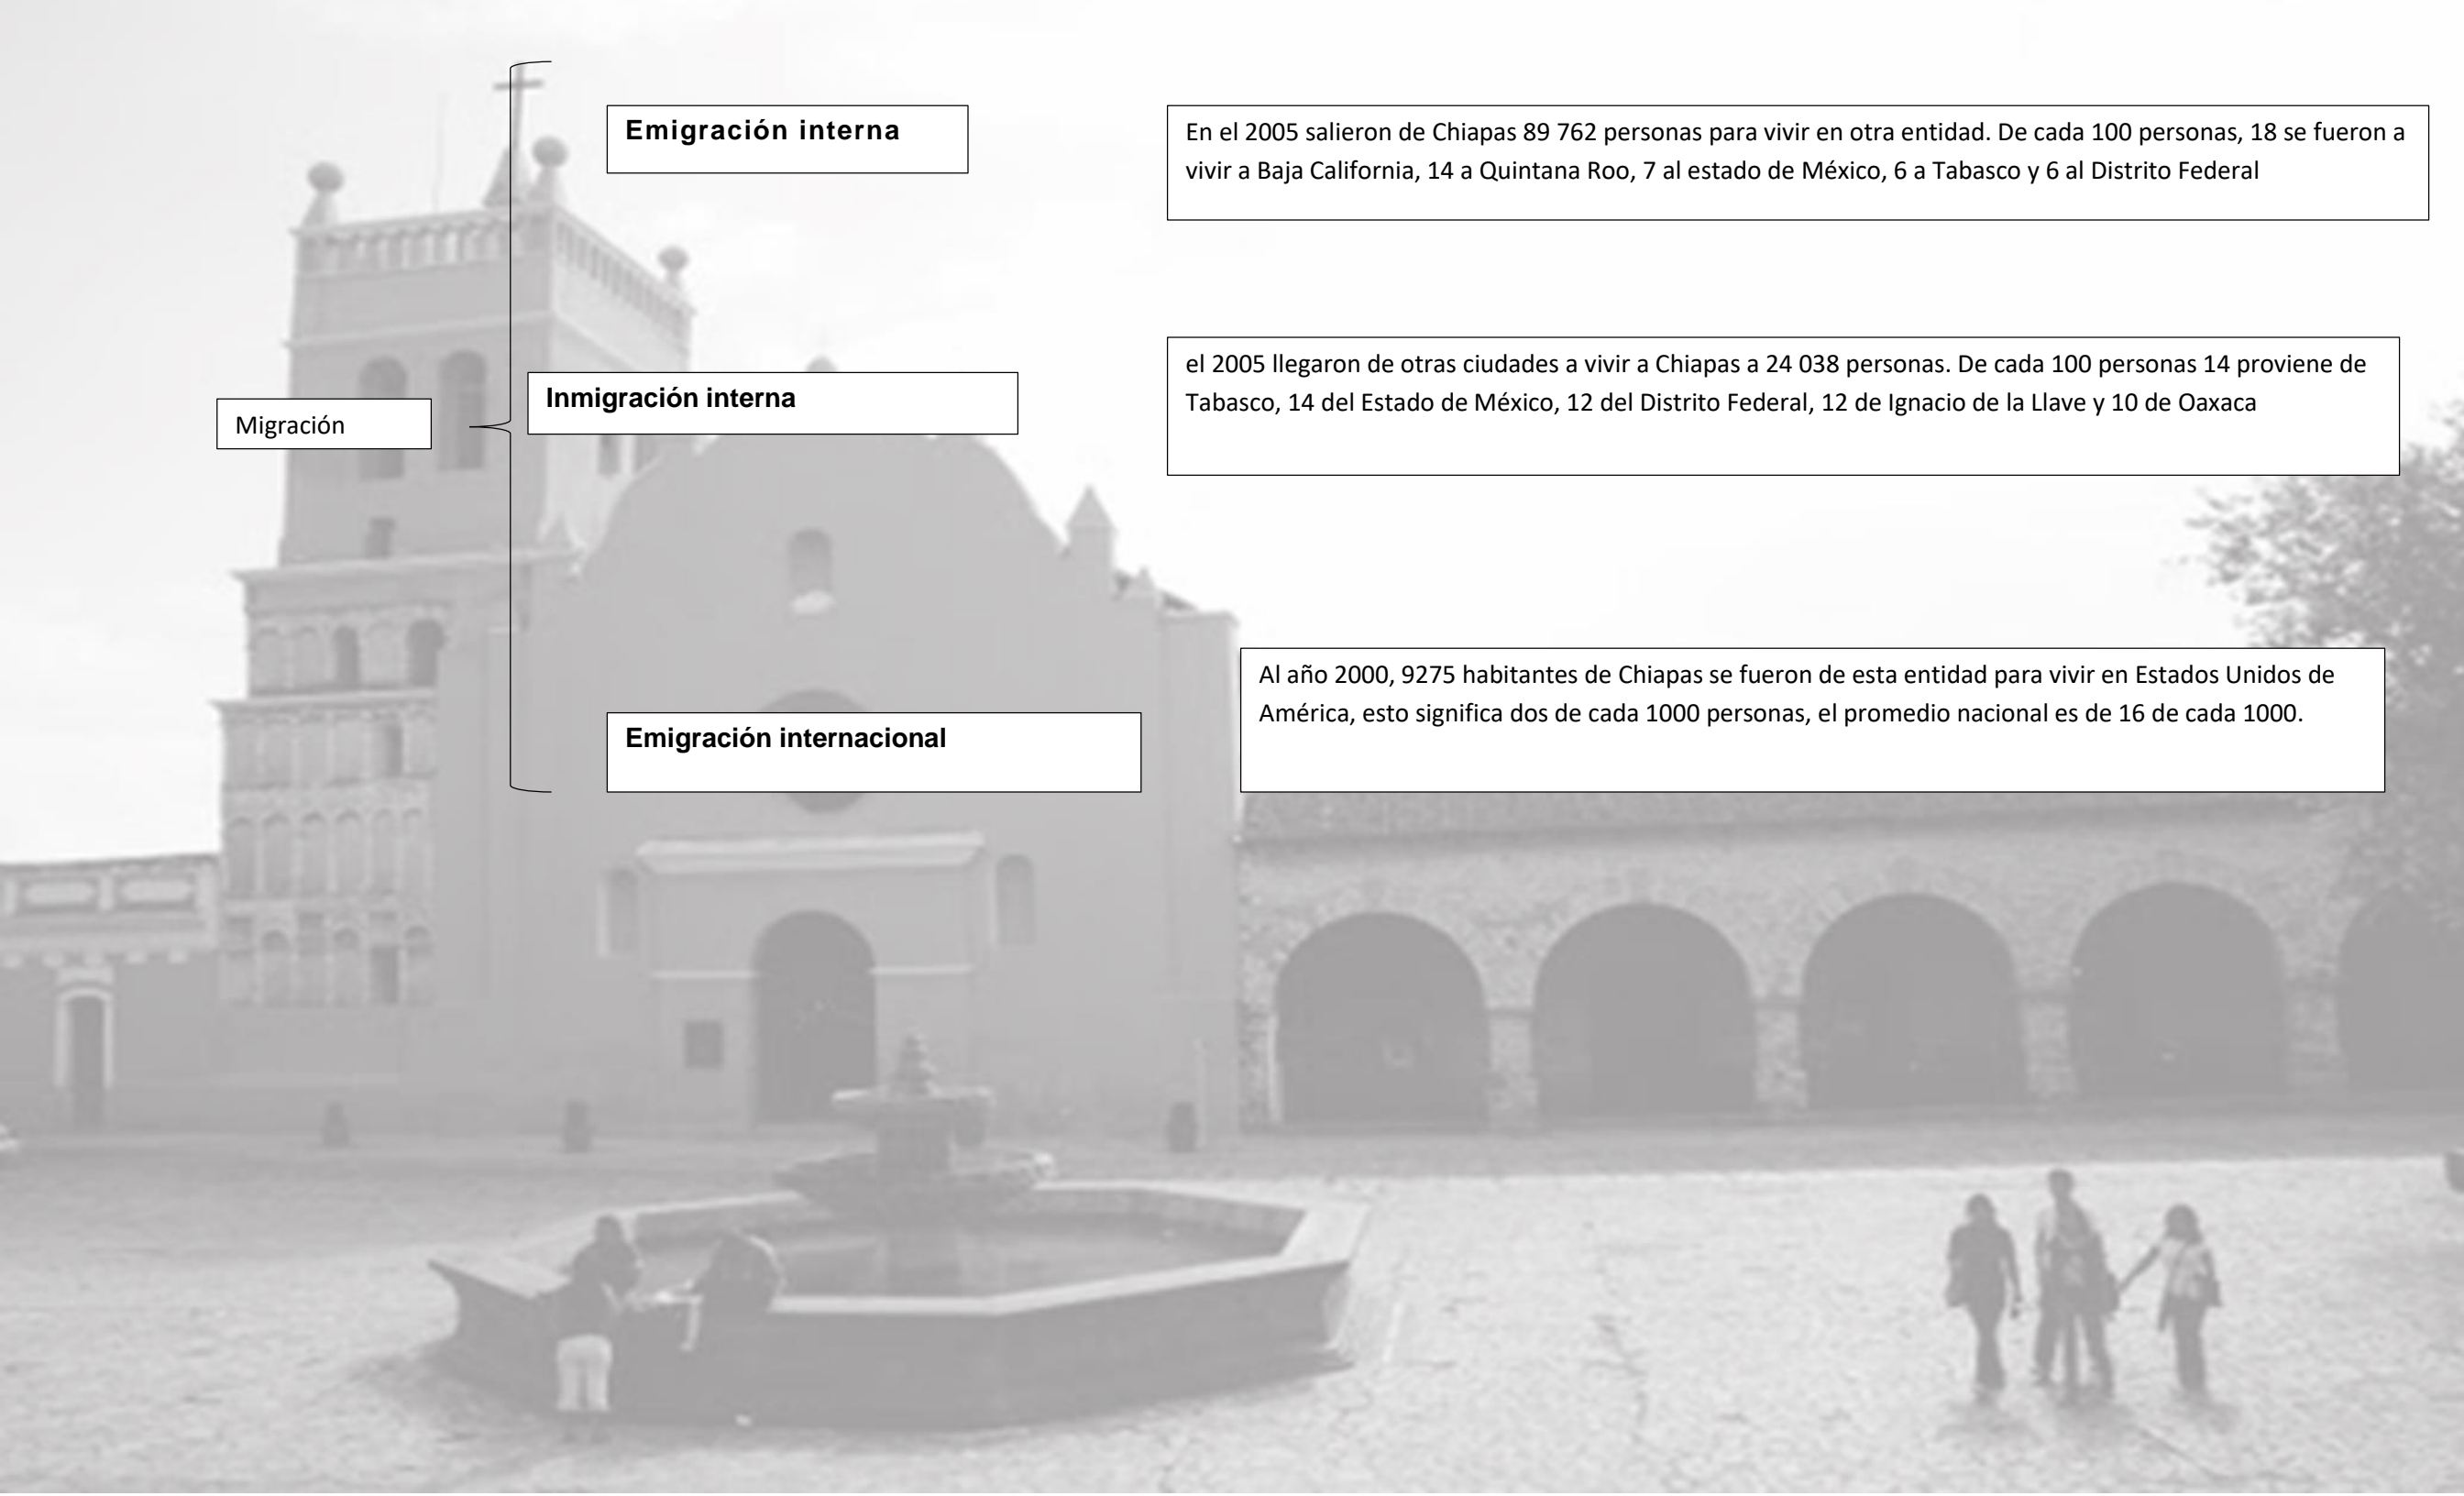 Emigración interna
En el 2005 salieron de Chiapas 89 762 personas para vivir en otra entidad. De cada 100 personas, 18 se fueron a
vivir a Baja California, 14 a Quintana Roo, 7 al estado de México, 6 a Tabasco y 6 al Distrito Federal
Migración
Inmigración interna
el 2005 llegaron de otras ciudades a vivir a Chiapas a 24 038 personas. De cada 100 personas 14 proviene de
Tabasco, 14 del Estado de México, 12 del Distrito Federal, 12 de Ignacio de la Llave y 10 de Oaxaca
Emigración internacional
Al año 2000, 9275 habitantes de Chiapas se fueron de esta entidad para vivir en Estados Unidos de
América, esto significa dos de cada 1000 personas, el promedio nacional es de 16 de cada 1000.